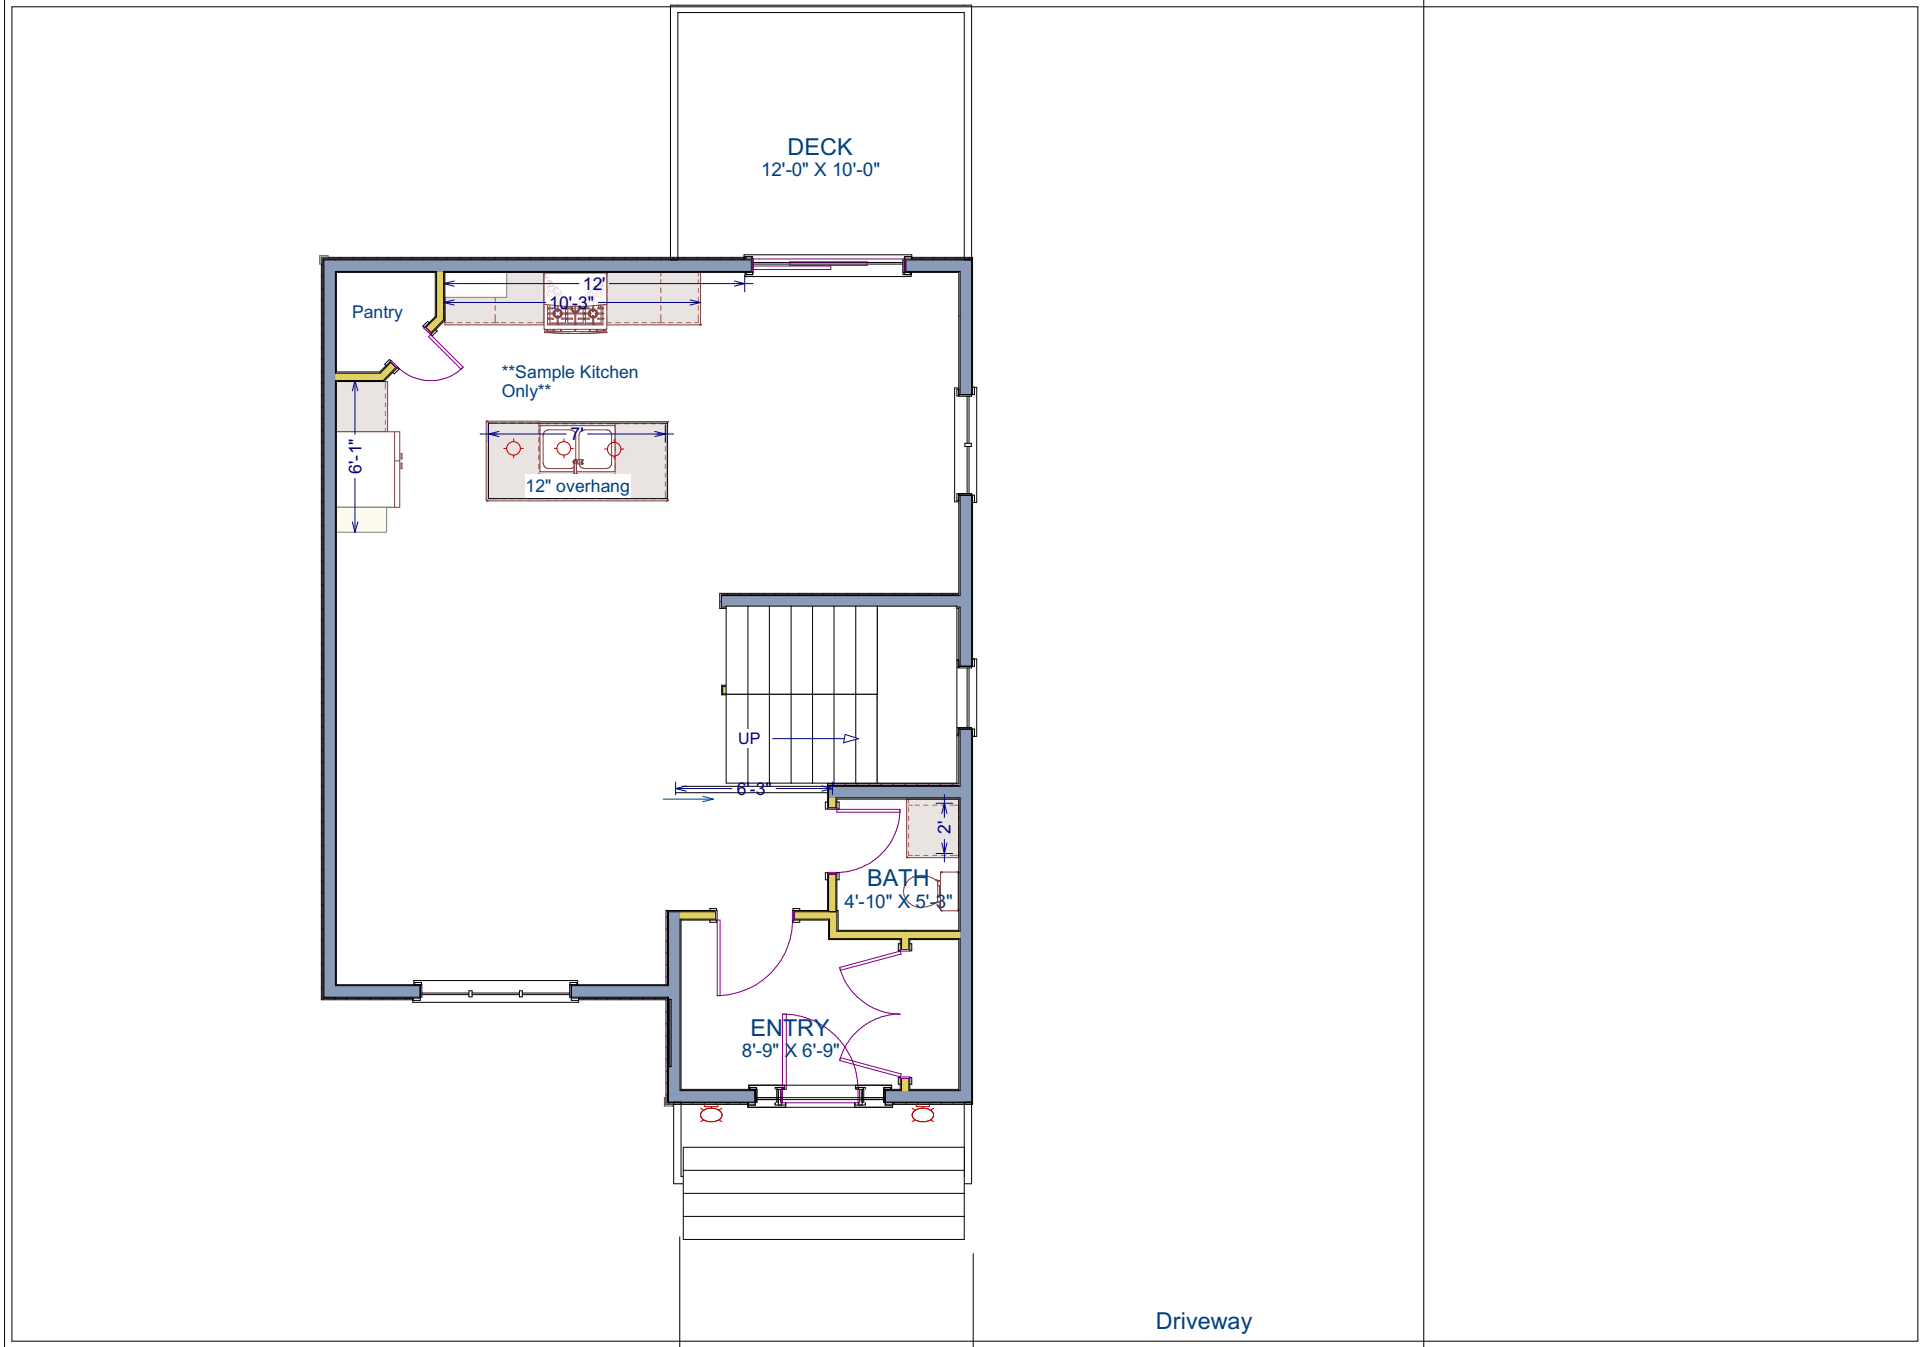 DECK
12'-0" X 10'-0"
12'
10'-3"
Pantry
**Sample Kitchen
Only**
7'
6'-1"
12" overhang
UP
6'-3"
2'
BATH
4'-10" X 5'-3"
ENTRY
8'-9" X 6'-9"
Driveway